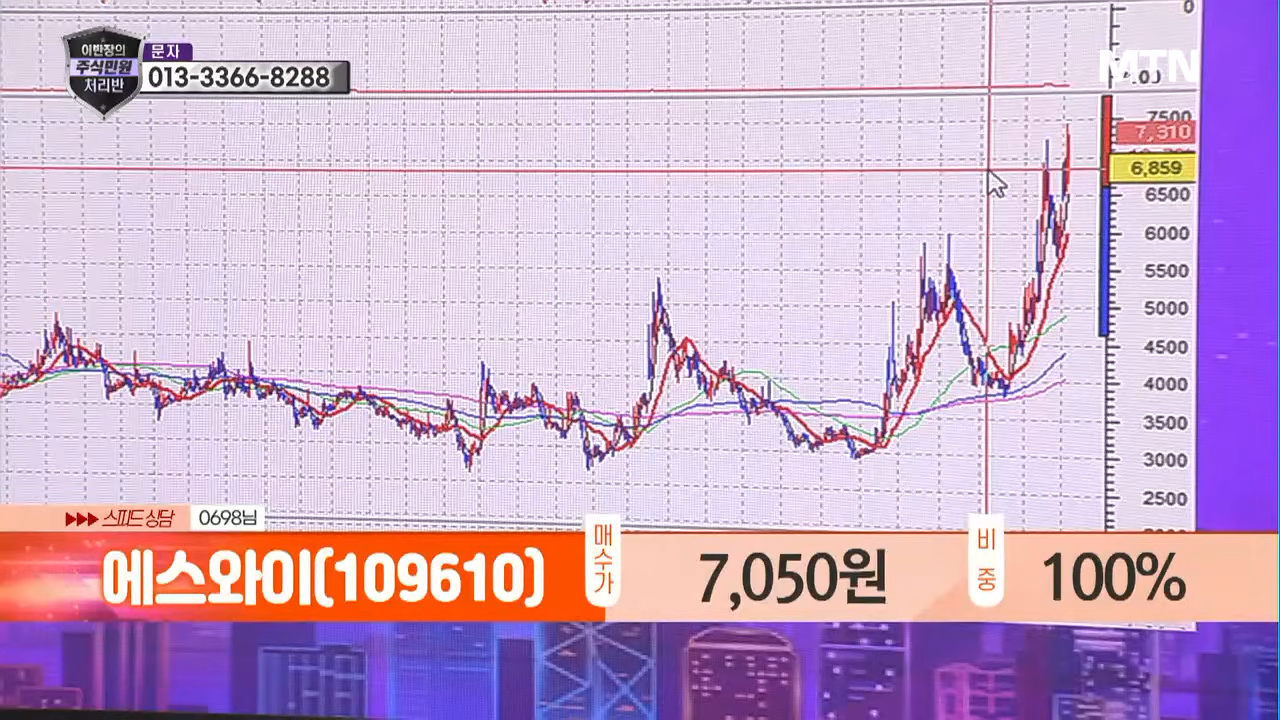 이반장의
주식민원
처리반
문자
013-3366-8288
MTN
0
7500
7,310
6,859
6500
6000
5500
5000
4500
4000
3500
3000
2500
▶▶▶ 스피드 상담
0698님
에스와이(109610)
매수가
7,050원
비중
100%